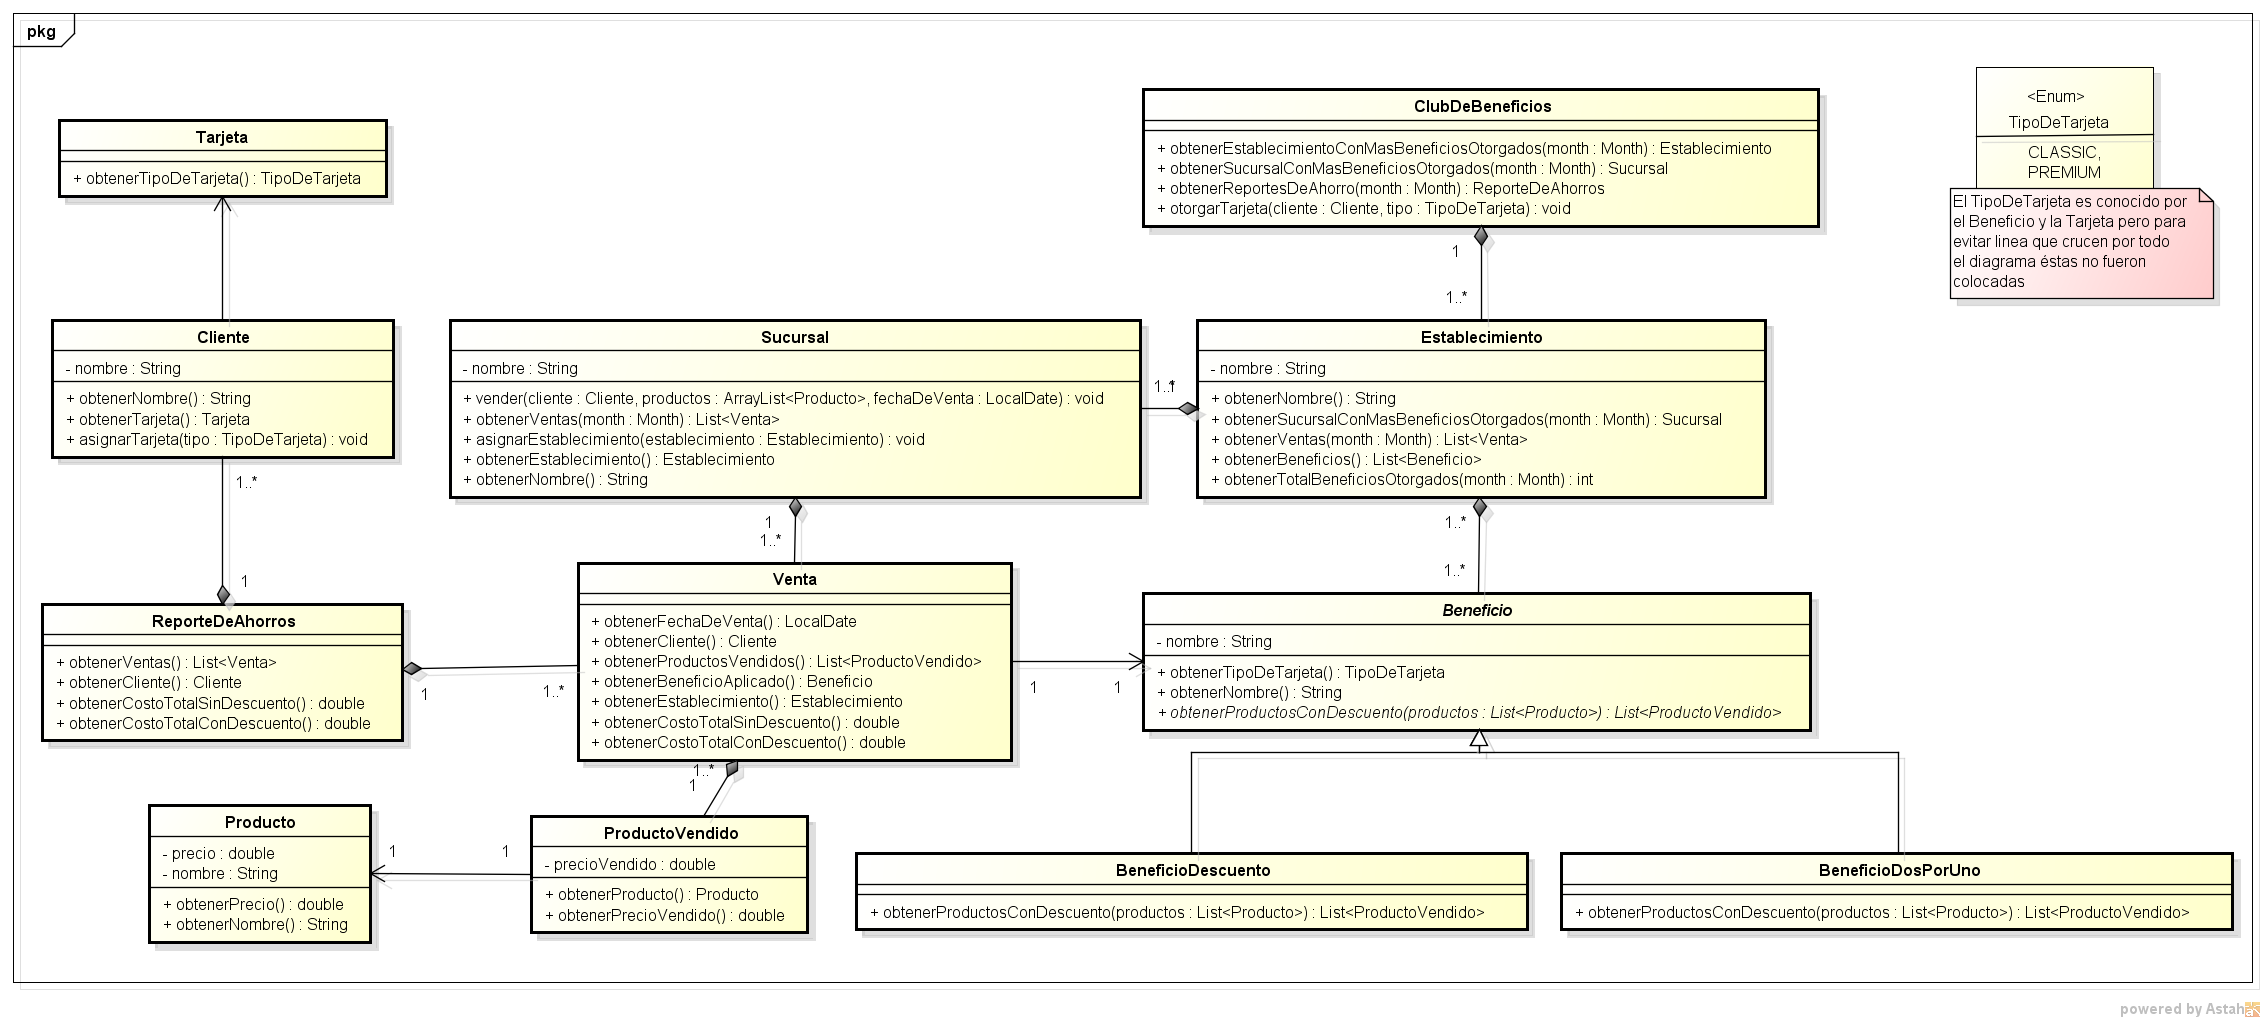 pkg
Tarjeta
+ obtenerTipoDeTarjeta() : TipoDeTarjeta
ClubDeBeneficios
+ obtenerEstablecimientoConMasBeneficiosOtorgados(month : Month) : Establecimiento
+ obtenerSucursalConMasBeneficiosOtorgados(month : Month) : Sucursal
+ obtenerReportesDeAhorro(month : Month) : ReporteDeAhorros
+ otorgarTarjeta(cliente : Cliente, tipo : TipoDeTarjeta) : void
<Enum>
TipoDeTarjeta
CLASSIC,
PREMIUM
El TipoDeTarjeta es conocido por
el Beneficio y la Tarjeta pero para
evitar linea que crucen por todo
el diagrama éstas no fueron
colocadas
1
1..*
Cliente
- nombre : String
+ obtenerNombre() : String
+ obtenerTarjeta() : Tarjeta
+ asignarTarjeta(tipo : TipoDeTarjeta) : void
Sucursal
- nombre : String
+ vender(cliente : Cliente, productos : ArrayList<Producto>, fechaDeVenta : LocalDate) : void
+ obtenerVentas(month : Month) : List<Venta>
+ asignarEstablecimiento(establecimiento : Establecimiento) : void
+ obtenerEstablecimiento() : Establecimiento
+ obtenerNombre() : String
1..*
1
Establecimiento
- nombre : String
+ obtenerNombre() : String
+ obtenerSucursalConMasBeneficiosOtorgados(month : Month) : Sucursal
+ obtenerVentas(month : Month) : List<Venta>
+ obtenerBeneficios() : List<Beneficio>
+ obtenerTotalBeneficiosOtorgados(month : Month) : int
1..*
1
1
1..*
1..*
1..*
ReporteDeAhorros
+ obtenerVentas() : List<Venta>
+ obtenerCliente() : Cliente
+ obtenerCostoTotalSinDescuento() : double
+ obtenerCostoTotalConDescuento() : double
1
1..*
Venta
+ obtenerFechaDeVenta() : LocalDate
+ obtenerCliente() : Cliente
+ obtenerProductosVendidos() : List<ProductoVendido>
+ obtenerBeneficioAplicado() : Beneficio
+ obtenerEstablecimiento() : Establecimiento
+ obtenerCostoTotalSinDescuento() : double
+ obtenerCostoTotalConDescuento() : double
1
1
Beneficio
- nombre : String
+ obtenerTipoDeTarjeta() : TipoDeTarjeta
+ obtenerNombre() : String
+ obtenerProductosConDescuento(productos : List<Producto>) : List<ProductoVendido>
1..*
1
Producto
- precio : double
- nombre : String
+ obtenerPrecio() : double
+ obtenerNombre() : String
1
1
ProductoVendido
- precioVendido : double
+ obtenerProducto() : Producto
+ obtenerPrecioVendido() : double
BeneficioDescuento
+ obtenerProductosConDescuento(productos : List<Producto>) : List<ProductoVendido>
BeneficioDosPorUno
+ obtenerProductosConDescuento(productos : List<Producto>) : List<ProductoVendido>
powered by Astah